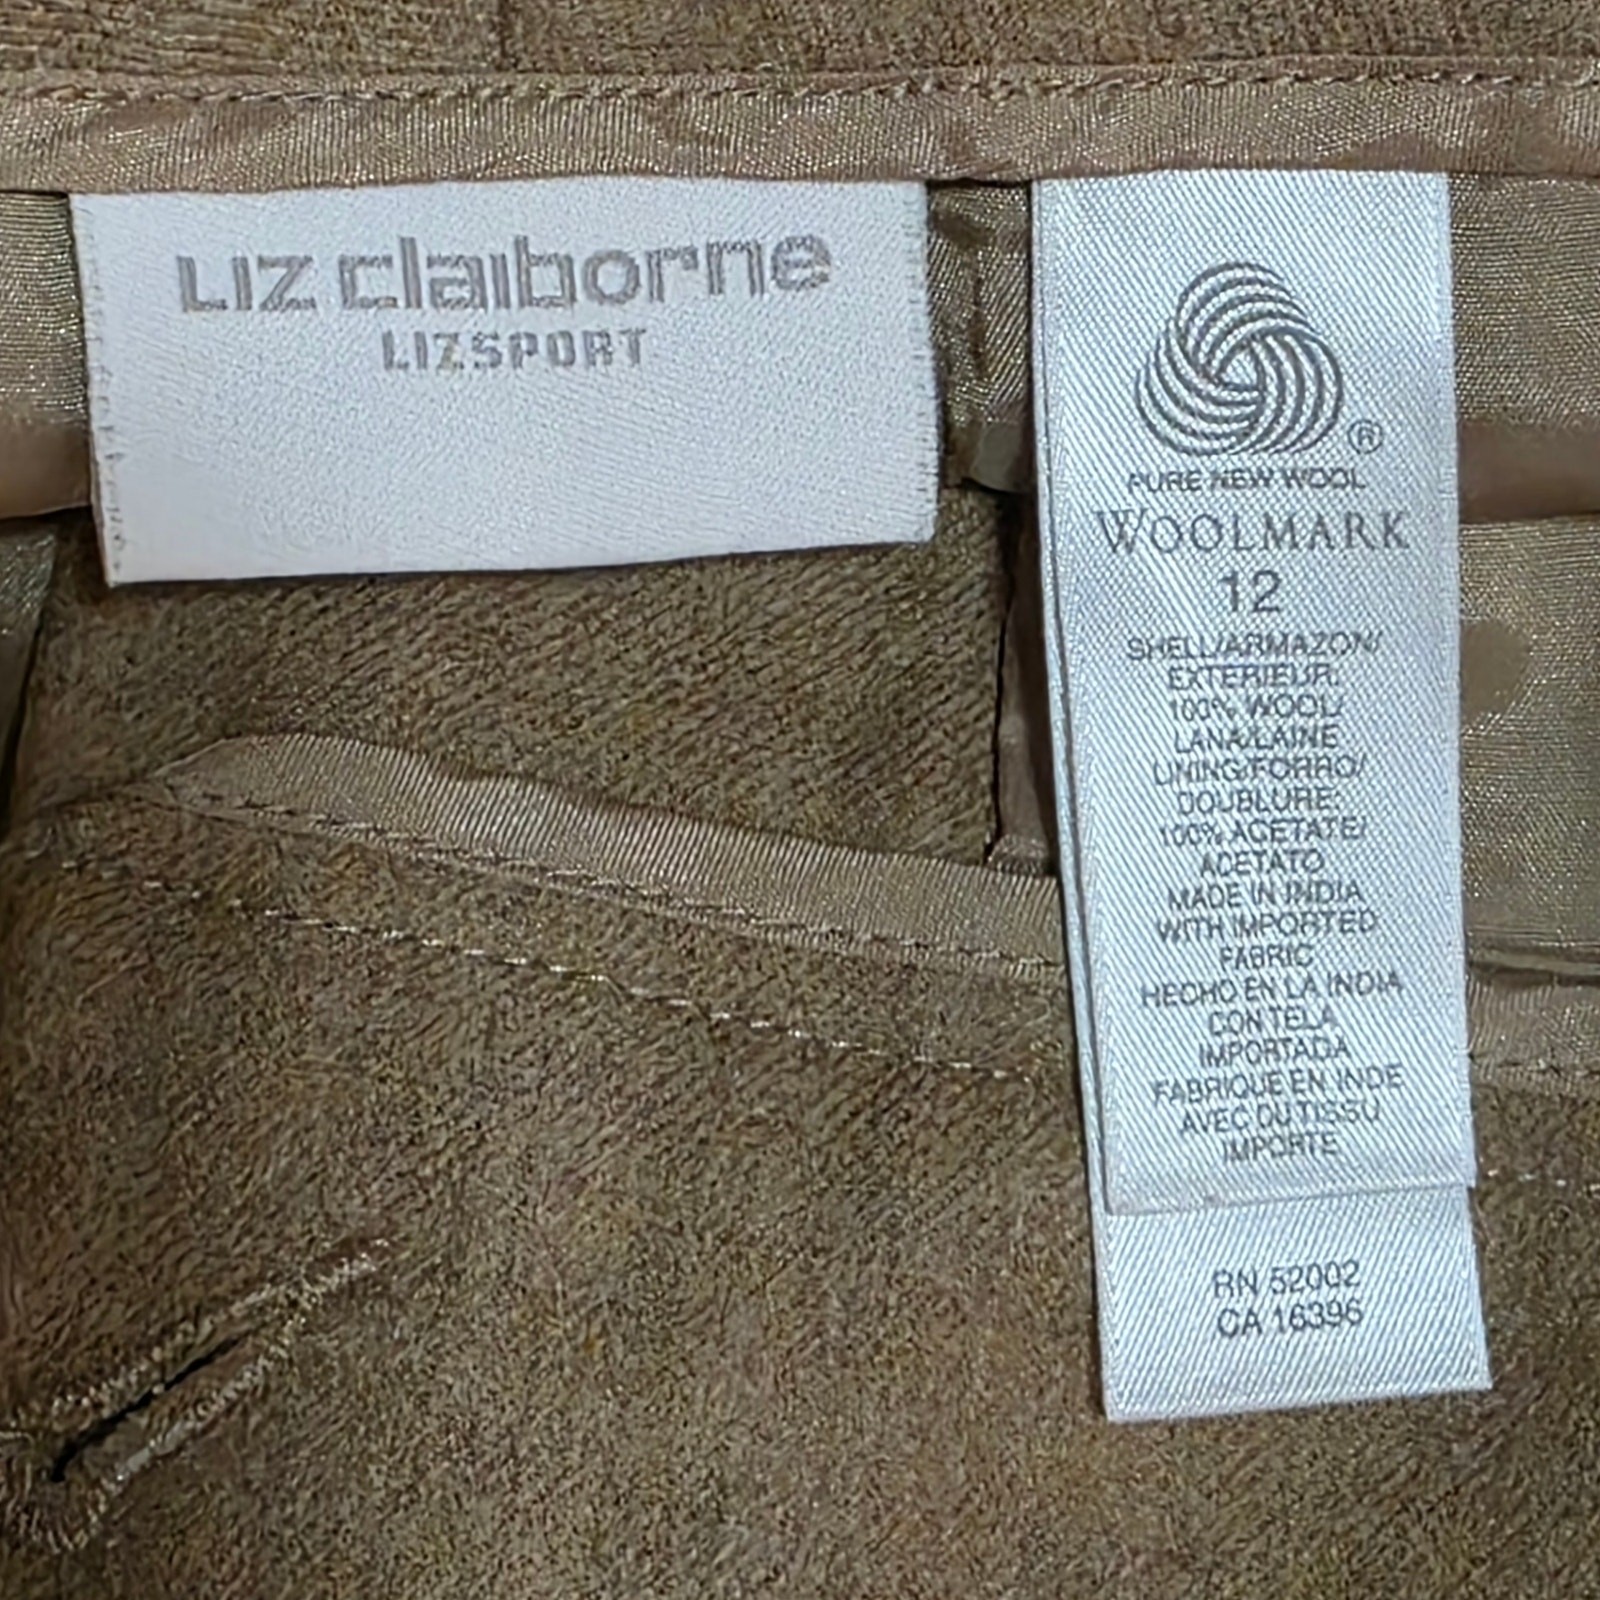 LIZ claiborne
LIZSPORT
®
PURE NEW WOOL
WOOLMARK
12
SHELL/ARMAZON/
EXTERIEUR:
100% WOOL/
LANA/LAINE
LINING/FORRO/
DOUBLURE:
100% ACETATE/
ACETATO
MADE IN INDIA
WITH IMPORTED
FABRIC
HECHO EN LA INDIA
CON TELA
IMPORTADA
FABRIQUE EN INDE
AVEC DU TISSU
IMPORTE
RN 52002
CA 16396